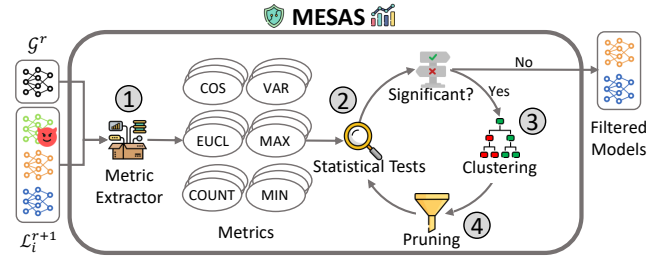 MESAS
𝒢ʳ
ℒᵢʳ⁺¹
1
Metric
Extractor
COS
VAR
EUCL
MAX
COUNT
MIN
Metrics
2
Statistical Tests
Significant?
No
Yes
3
Clustering
4
Pruning
Filtered
Models